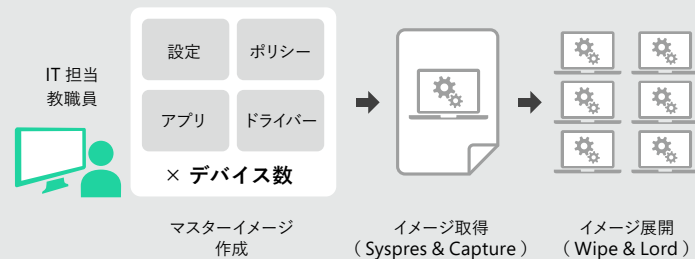 IT 担当
教職員
設定
ポリシー
アプリ
ドライバー
× デバイス数
マスターイメージ
作成
イメージ取得
( Syspres & Capture )
イメージ展開
( Wipe & Lord )